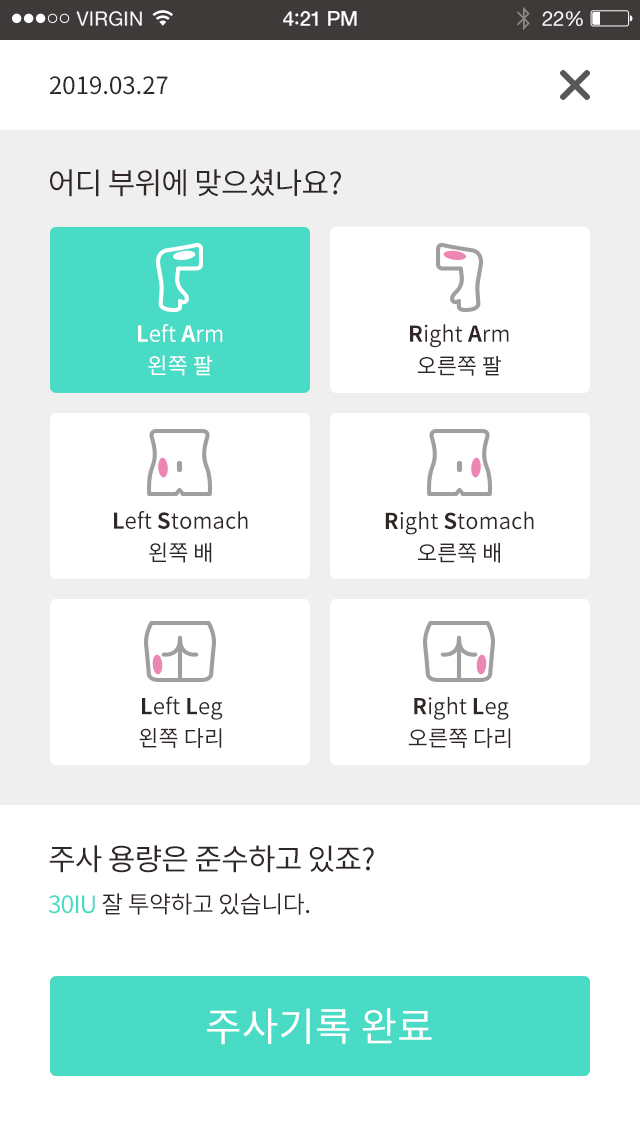 VIRGIN 4:21 PM 22%
2019.03.27
어디 부위에 맞으셨나요?
Left Arm
왼쪽 팔
Right Arm
오른쪽 팔
Left Stomach
왼쪽 배
Right Stomach
오른쪽 배
Left Leg
왼쪽 다리
Right Leg
오른쪽 다리
주사 용량은 준수하고 있죠?
30IU 잘 투약하고 있습니다.
주사기록 완료